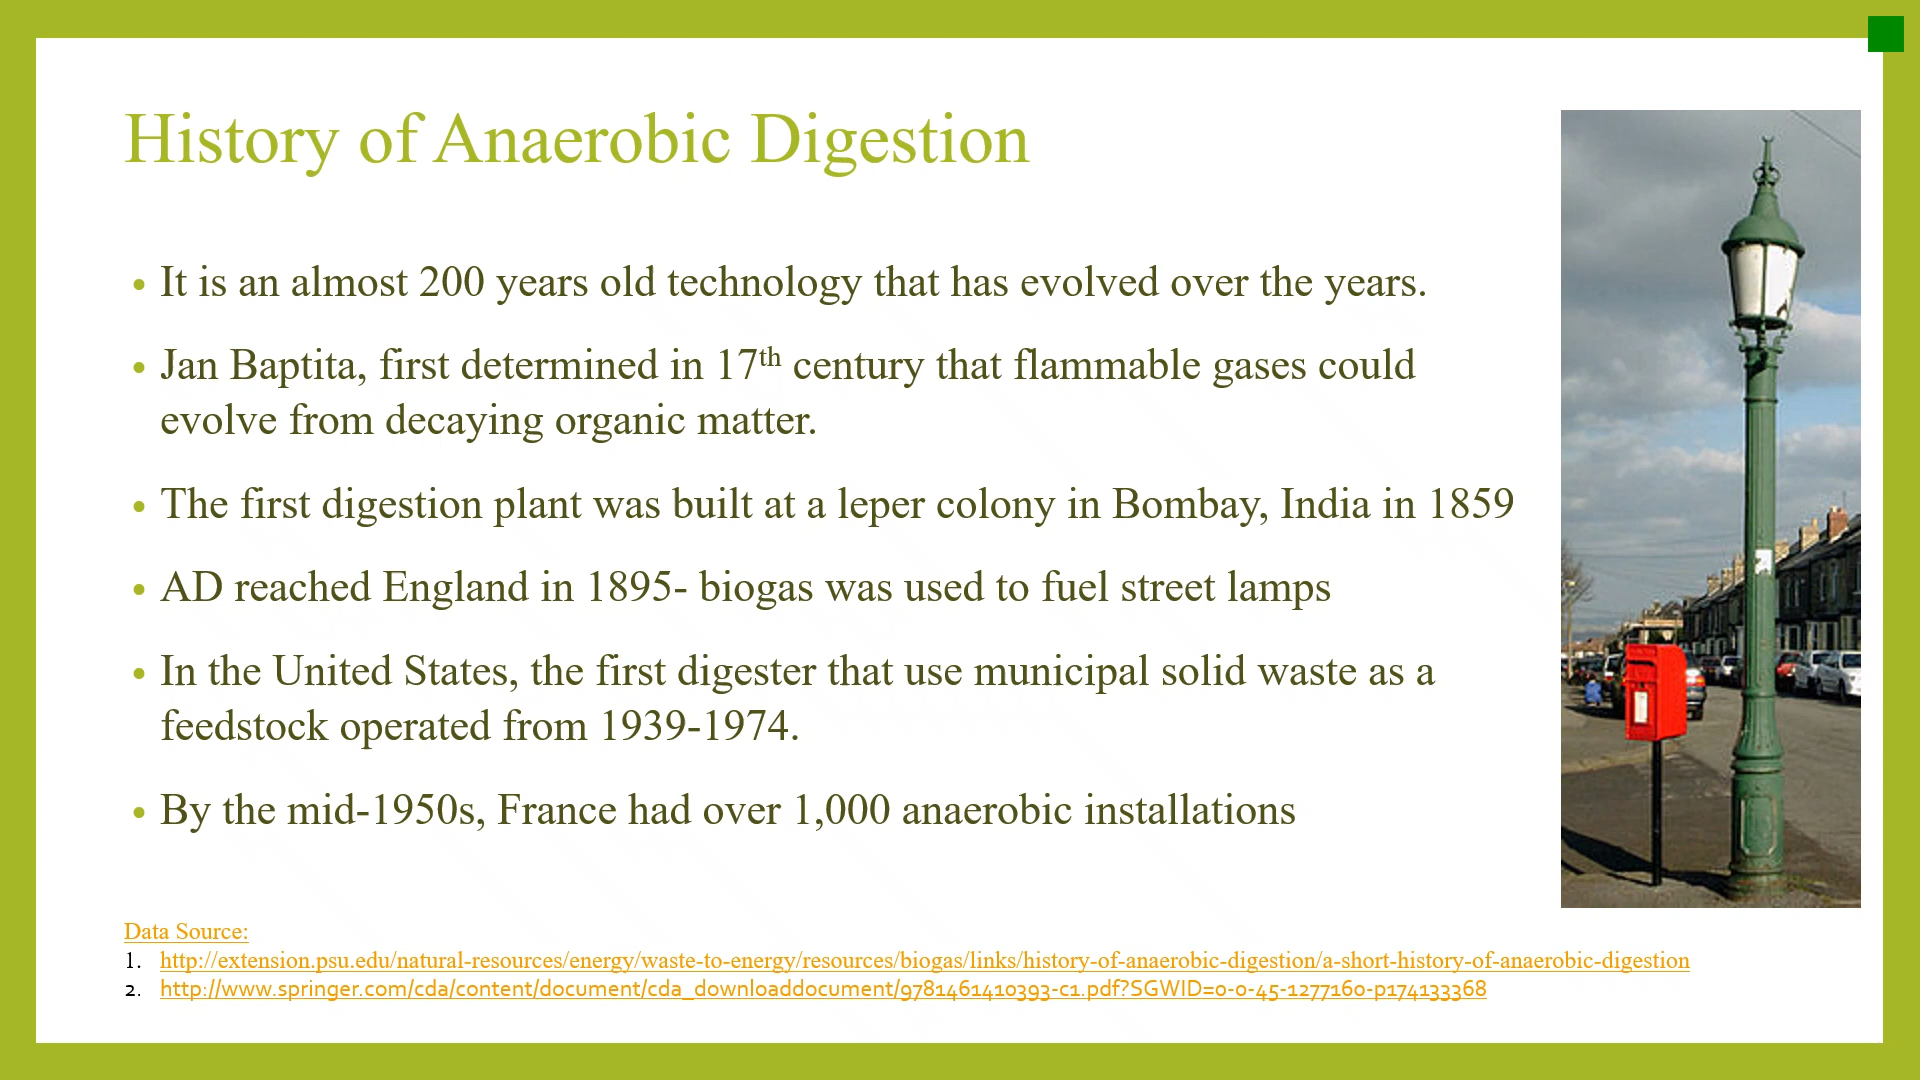 History of Anaerobic Digestion
• It is an almost 200 years old technology that has evolved over the years.
• Jan Baptita, first determined in 17th century that flammable gases could
evolve from decaying organic matter.
• The first digestion plant was built at a leper colony in Bombay, India in 1859
• AD reached England in 1895- biogas was used to fuel street lamps
• In the United States, the first digester that use municipal solid waste as a
feedstock operated from 1939-1974.
• By the mid-1950s, France had over 1,000 anaerobic installations
Data Source:
1. http://extension.psu.edu/natural-resources/energy/waste-to-energy/resources/biogas/links/history-of-anaerobic-digestion/a-short-history-of-anaerobic-digestion
2. http://www.springer.com/cda/content/document/cda_downloaddocument/9781461410393-c1.pdf?SGWID=0-0-45-1277160-p174133368